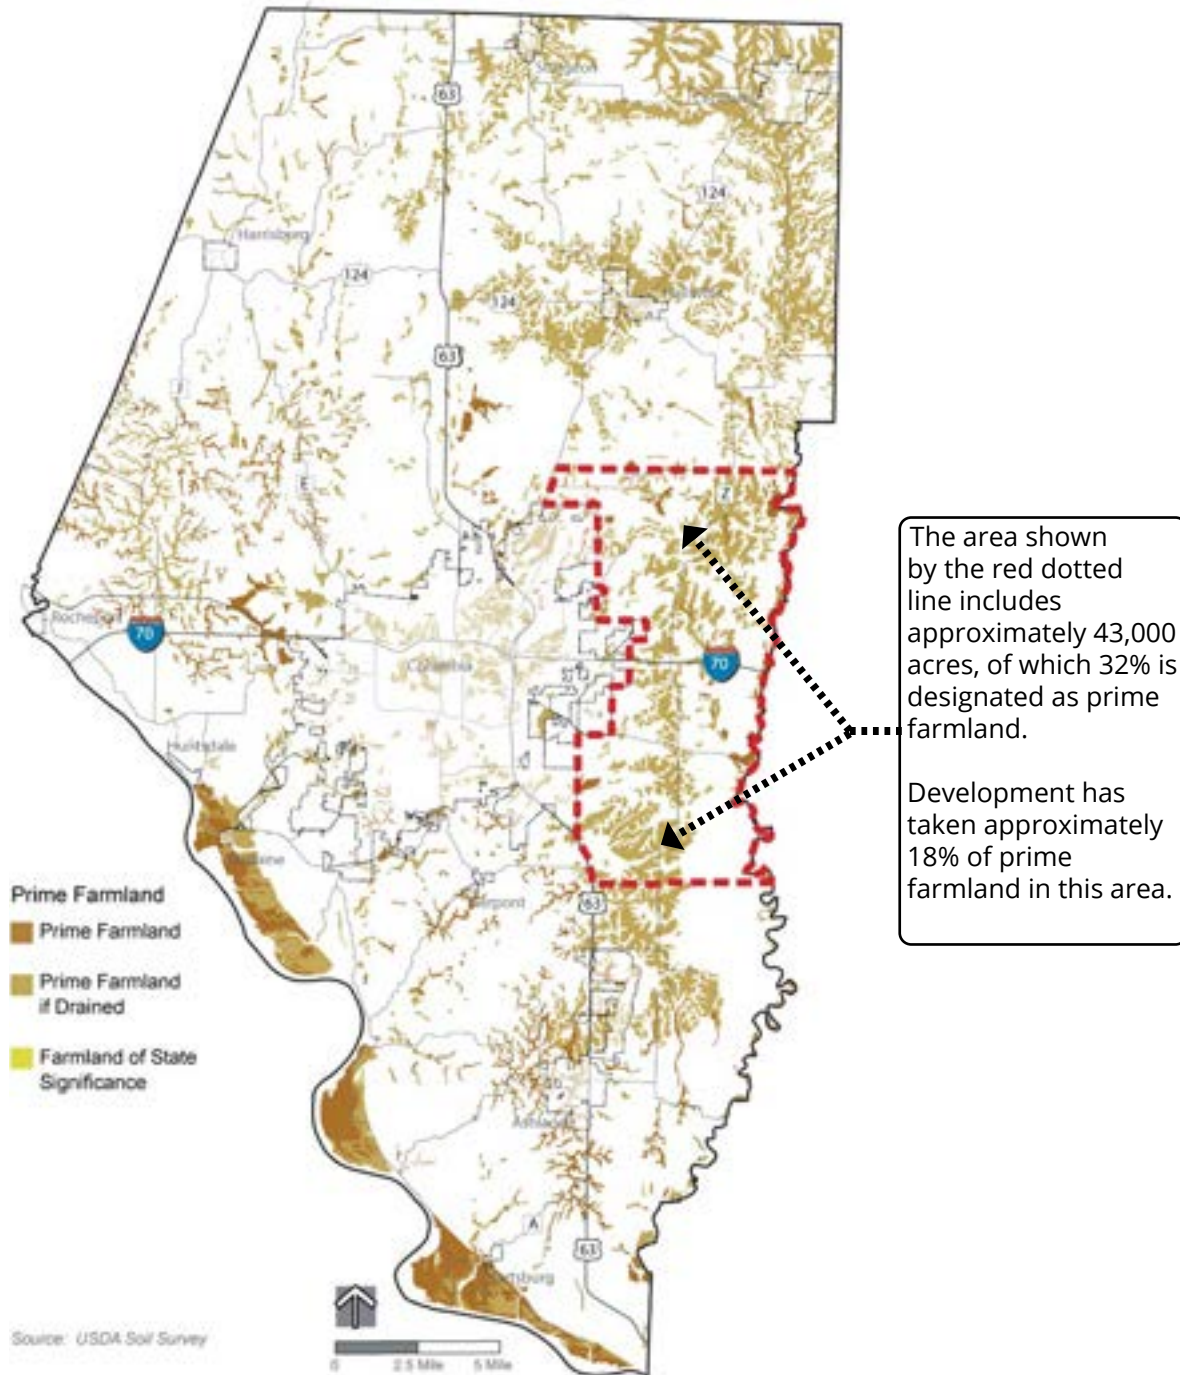 63
124
Harrisburg
124
124
63
J
E
Z
Rocheport
70
Columbia
70
Huntsdale
63
Ashland
A
63
The area shown
by the red dotted
line includes
approximately 43,000
acres, of which 32% is
designated as prime
farmland.
Development has
taken approximately
18% of prime
farmland in this area.
Prime Farmland
Prime Farmland
Prime Farmland
if Drained
Farmland of State
Significance
Source: USDA Soil Survey
0 2.5 Mile 5 Mile